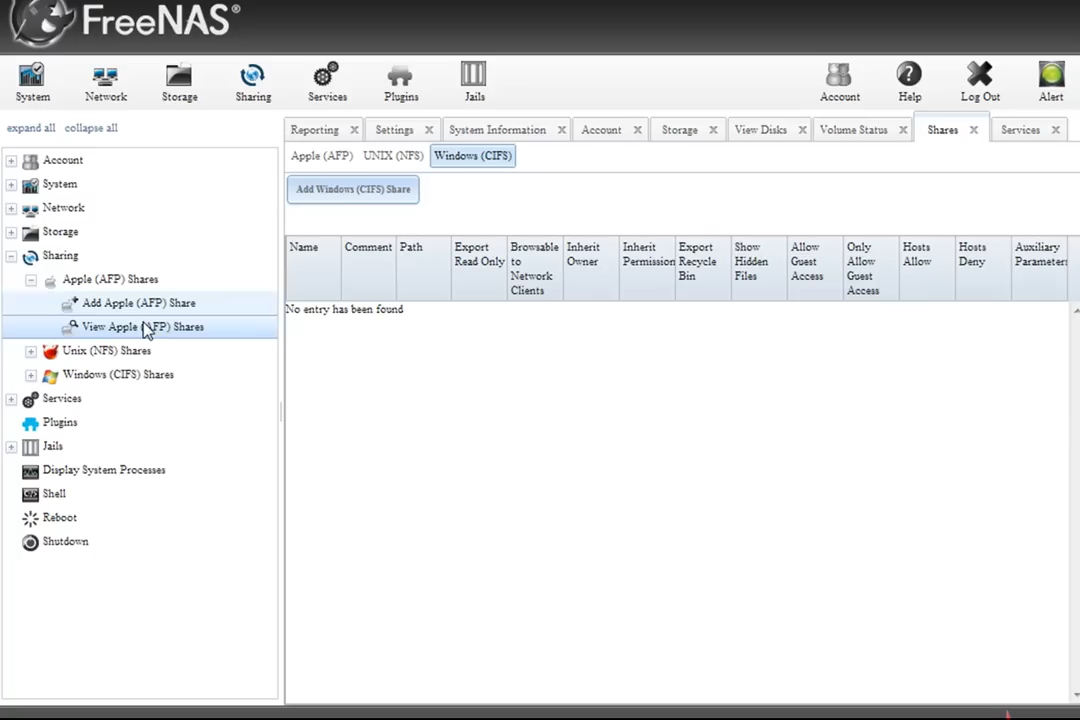 FreeNAS®
System Network Storage Sharing Services Plugins Jails Account Help Log Out Alert
expand all collapse all
Reporting Settings System Information Account Storage View Disks Volume Status Shares Services
Apple (AFP) UNIX (NFS) Windows (CIFS)
Add Windows (CIFS) Share
Account
System
Network
Storage
Sharing
Apple (AFP) Shares
Add Apple (AFP) Share
View Apple (AFP) Shares
Unix (NFS) Shares
Windows (CIFS) Shares
Services
Plugins
Jails
Display System Processes
Shell
Reboot
Shutdown
Name Comment Path Export Browsable Inherit Inherit Export Show Allow Only Hosts Hosts Auxiliary
Read Only to Owner Permission Recycle Hidden Guest Allow Allow Deny Parameter
Network Bin Files Access Guest
Clients Access
No entry has been found